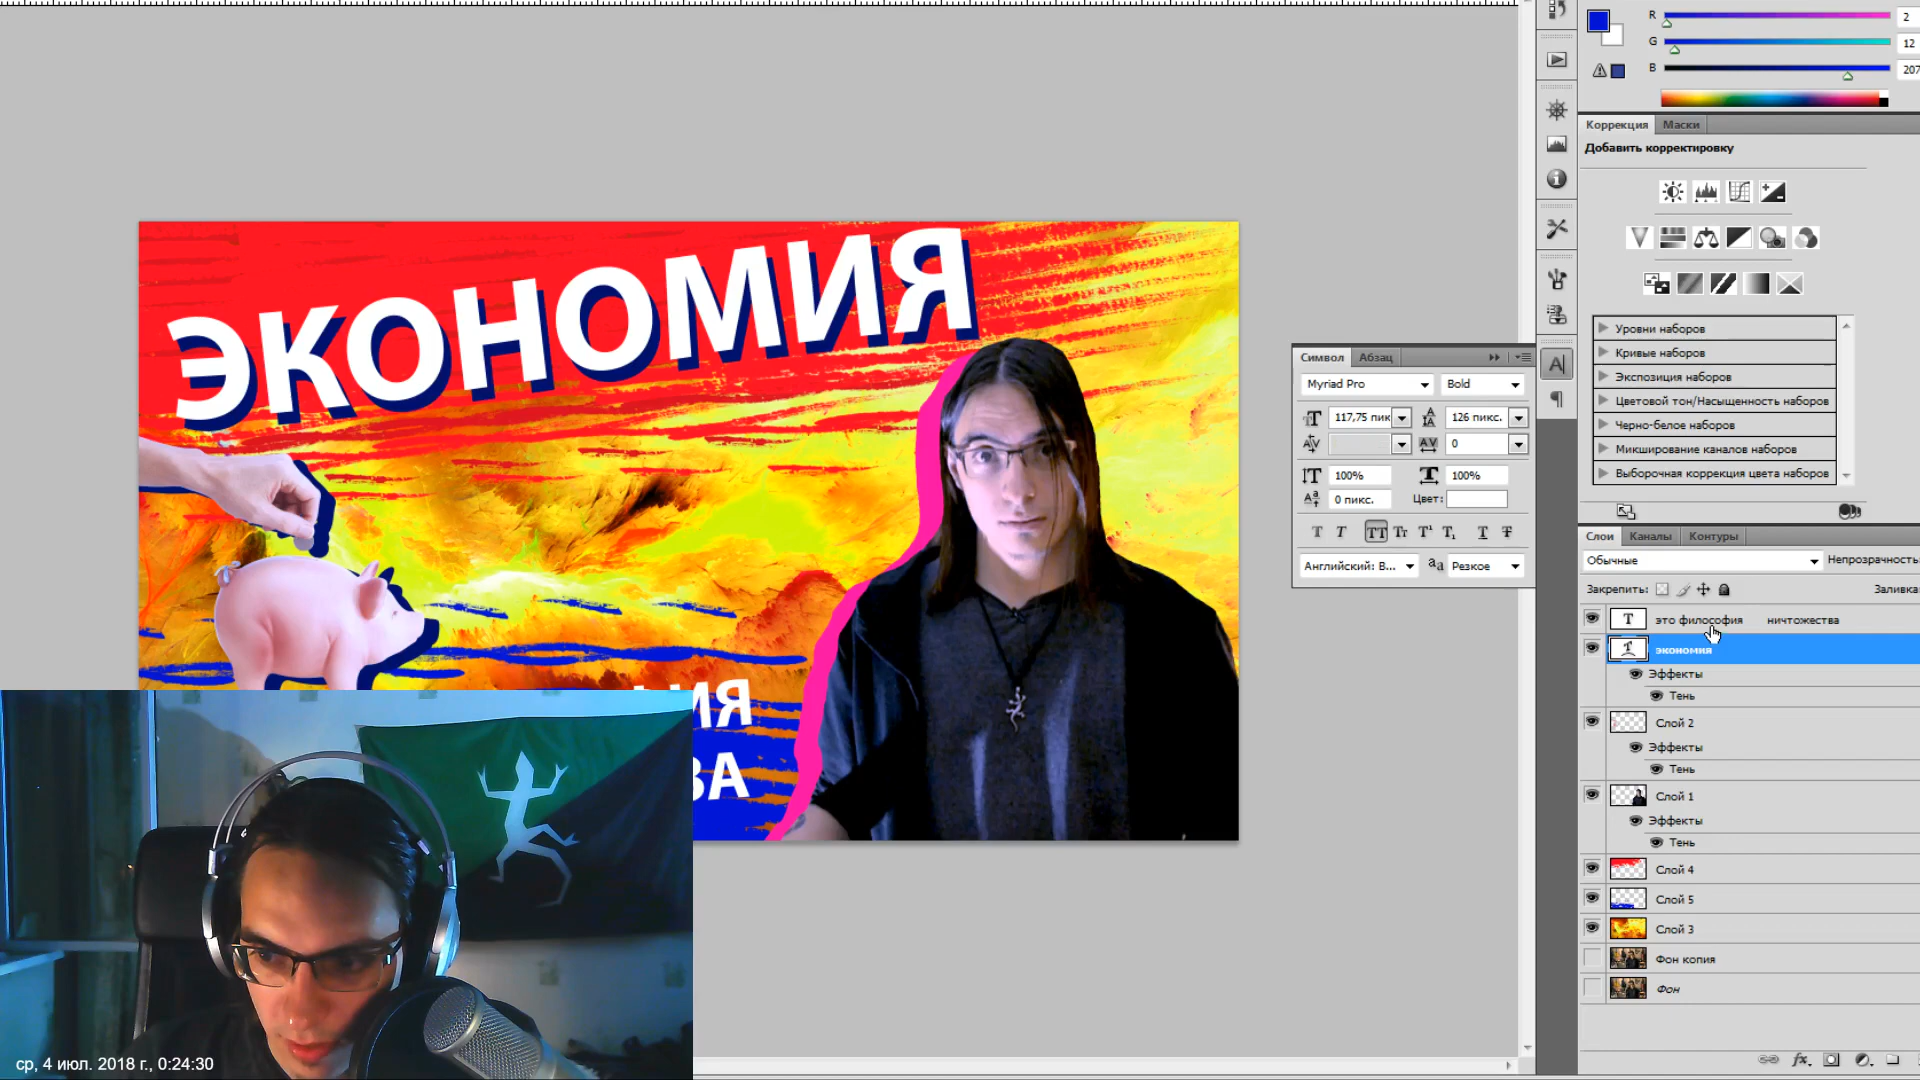 R 2
G 12
B 207
Коррекция Маски
Добавить корректировку
Уровни наборов
Кривые наборов
Экспозиция наборов
Цветовой тон/Насыщенность наборов
Черно-белое наборов
Микширование каналов наборов
Выборочная коррекция цвета наборов
ЭКОНОМИЯ
ИЯ
ВА
Символ Абзац
Myriad Pro Bold
117,75 пик 126 пикс.
0
100% 100%
0 пикс. Цвет:
Английский: В... aа Резкое
Слои Каналы Контуры
Обычные Непрозрачность:
Закрепить: Заливка:
это философия ничтожества
экономия
Эффекты
Тень
Слой 2
Эффекты
Тень
Слой 1
Эффекты
Тень
Слой 4
Слой 5
Слой 3
Фон копия
Фон
ср, 4 июл. 2018 г., 0:24:30